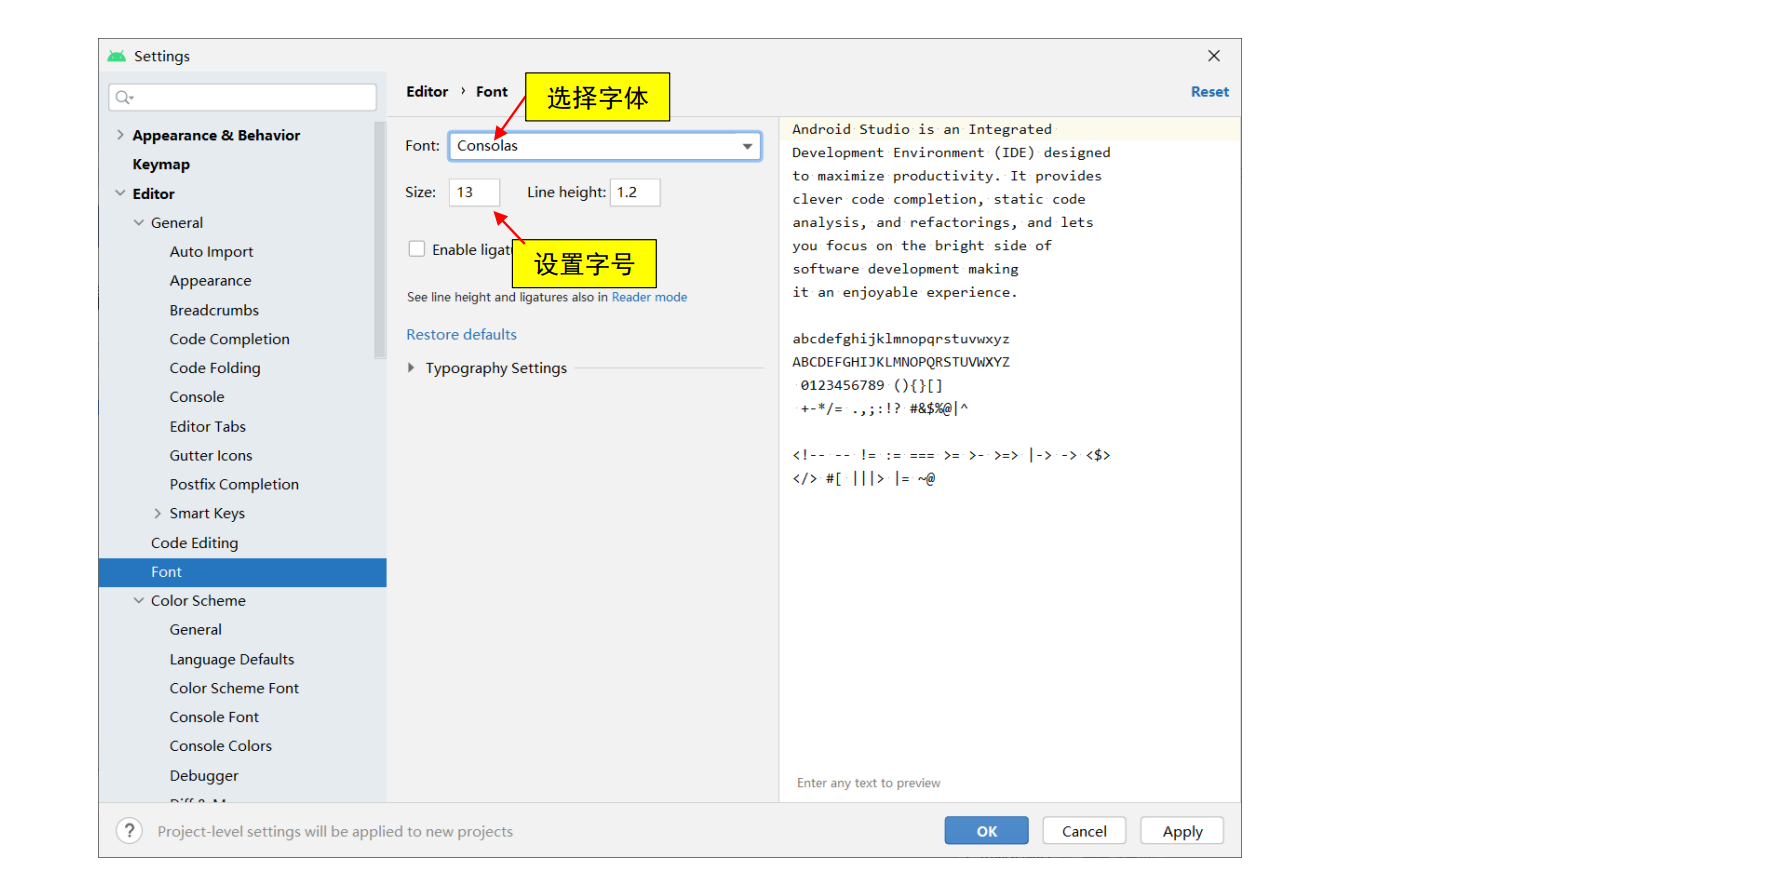 Settings
Editor › Font
选择字体
Reset
Appearance & Behavior
Keymap
Editor
General
Auto Import
Appearance
Breadcrumbs
Code Completion
Code Folding
Console
Editor Tabs
Gutter Icons
Postfix Completion
Smart Keys
Code Editing
Font
Color Scheme
General
Language Defaults
Color Scheme Font
Console Font
Console Colors
Debugger
Font: Consolas
Size: 13 Line height: 1.2
Enable
设置字号
See line height and ligatures also in Reader mode
Restore defaults
Typography Settings
Android Studio is an Integrated
Development Environment (IDE) designed
to maximize productivity. It provides
clever code completion, static code
analysis, and refactorings, and lets
you focus on the bright side of
software development making
it an enjoyable experience.
abcdefghijklmnopqrstuvwxyz
ABCDEFGHIJKLMNOPQRSTUVWXYZ
0123456789 (){}[]
+-*/= .,;:!? #&$%@|^
<!-- -- != := === >= >- >=> |-> -> <$>
</> #[ |||> |= ~@
Enter any text to preview
? Project-level settings will be applied to new projects
OK Cancel Apply